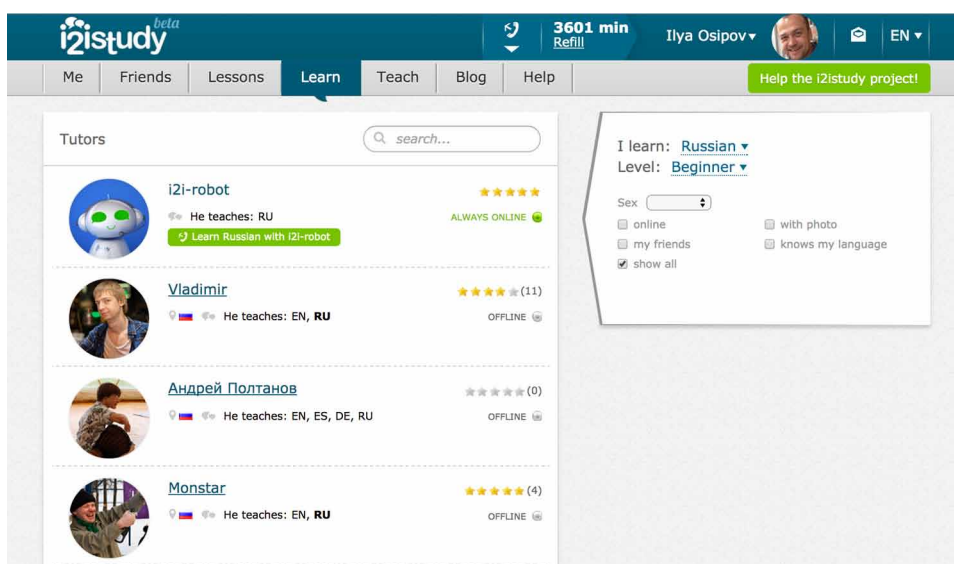 i2istudy beta
3601 min
Refill
Ilya Osipov
EN
Me Friends Lessons Learn Teach Blog Help
Help the i2istudy project!
Tutors
search...
i2i-robot
He teaches: RU
ALWAYS ONLINE
Learn Russian with i2i-robot
Vladimir
(11)
He teaches: EN, RU
OFFLINE
Андрей Полтанов
(0)
He teaches: EN, ES, DE, RU
OFFLINE
Monstar
(4)
He teaches: EN, RU
OFFLINE
I learn: Russian
Level: Beginner
Sex
online
with photo
my friends
knows my language
show all